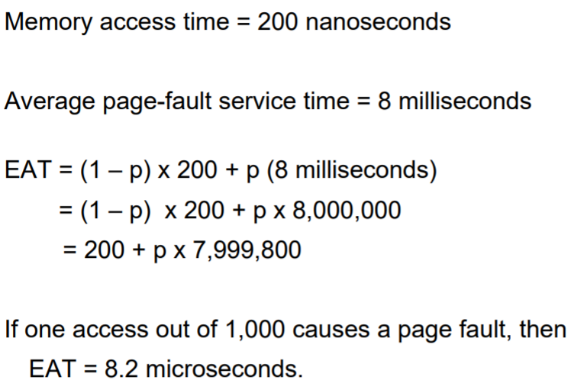 Memory access time = 200 nanoseconds
Average page-fault service time = 8 milliseconds
EAT = (1 – p) x 200 + p (8 milliseconds)
= (1 – p) x 200 + p x 8,000,000
= 200 + p x 7,999,800
If one access out of 1,000 causes a page fault, then
EAT = 8.2 microseconds.